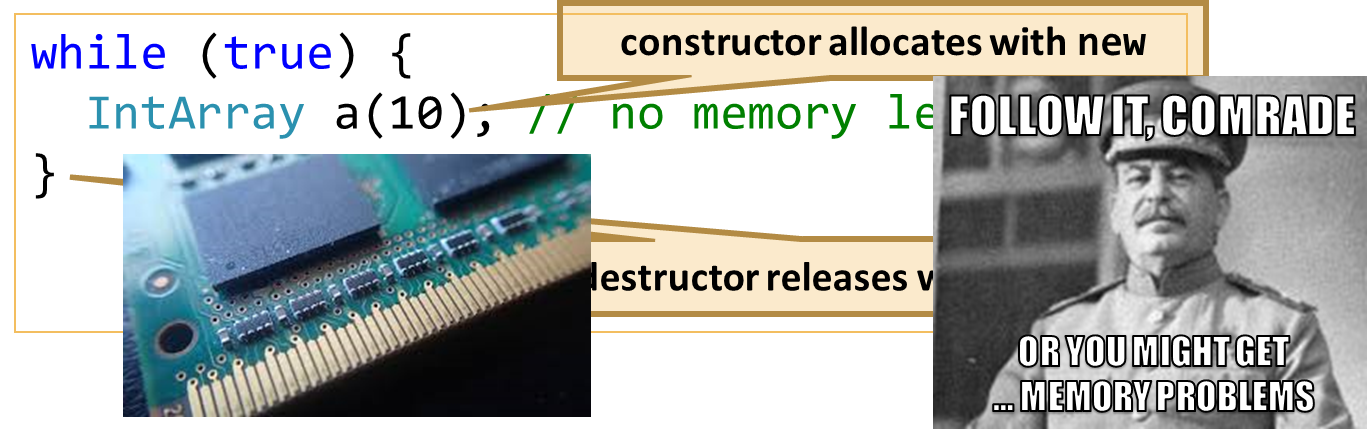 while (true) {
constructor allocates with new
IntArray a(10); // no memory
}
destructor releases
FOLLOW IT, COMRADE
OR YOU MIGHT GET
... MEMORY PROBLEMS